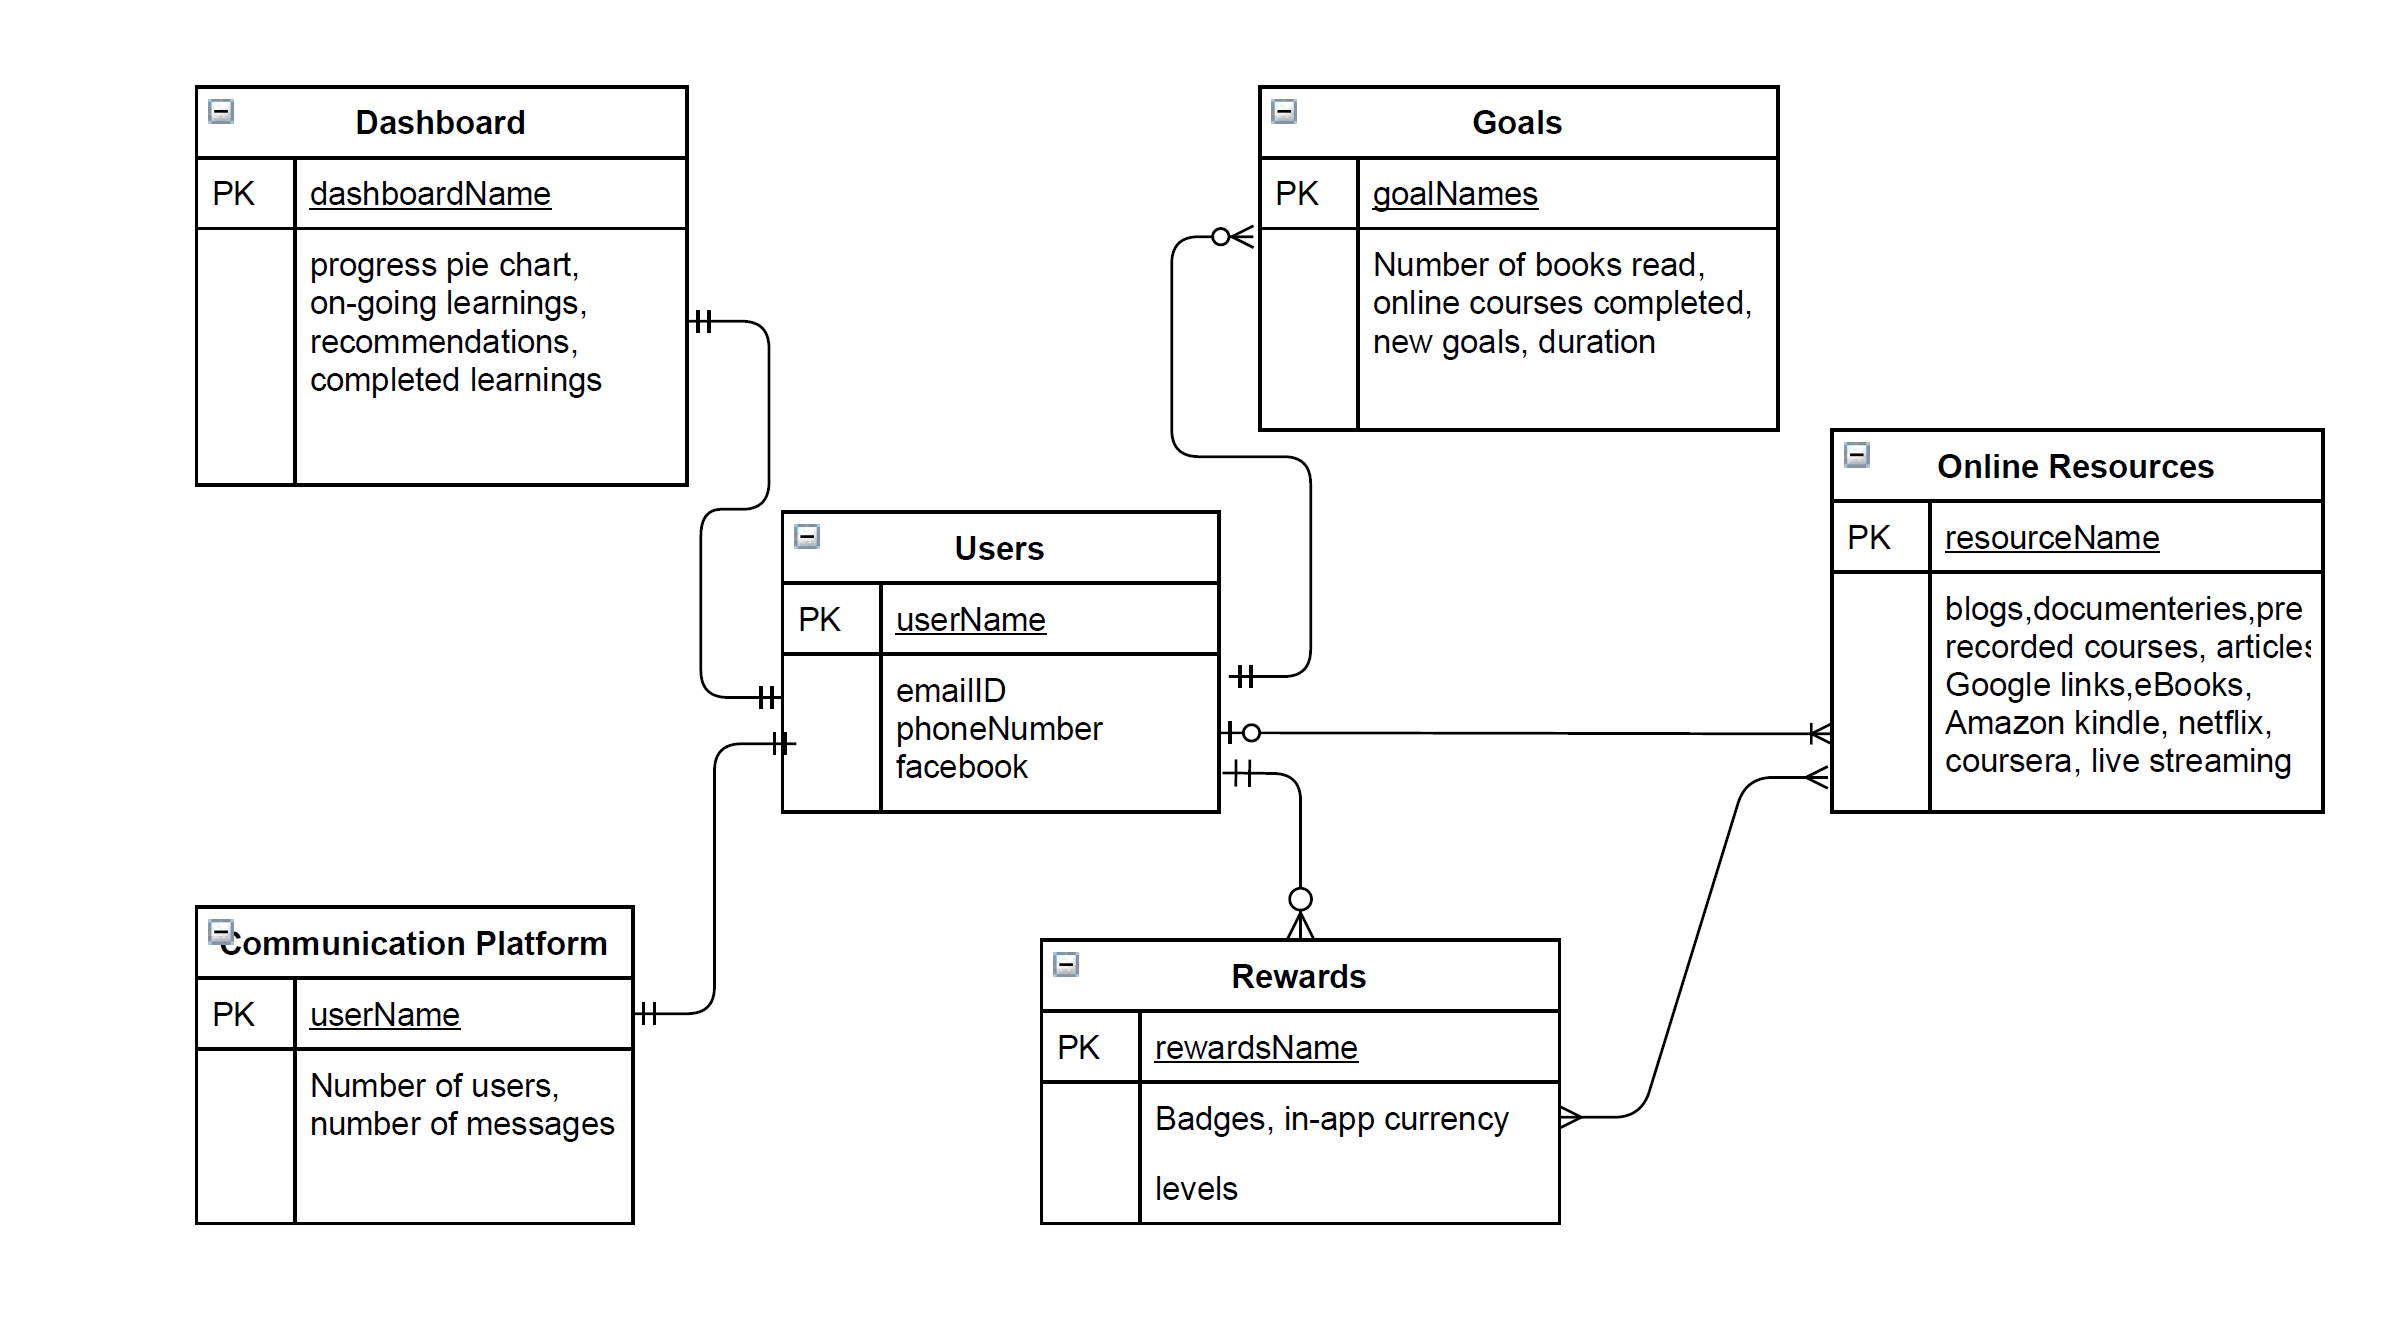 Dashboard
PK
dashboardName
progress pie chart,
on-going learnings,
recommendations,
completed learnings
Goals
PK
goalNames
Number of books read,
online courses completed,
new goals, duration
Users
PK
userName
emailID
phoneNumber
facebook
Online Resources
PK
resourceName
blogs,documenteries,pre
recorded courses, articles
Google links,eBooks,
Amazon kindle, netflix,
coursera, live streaming
Communication Platform
PK
userName
Number of users,
number of messages
Rewards
PK
rewardsName
Badges, in-app currency
levels